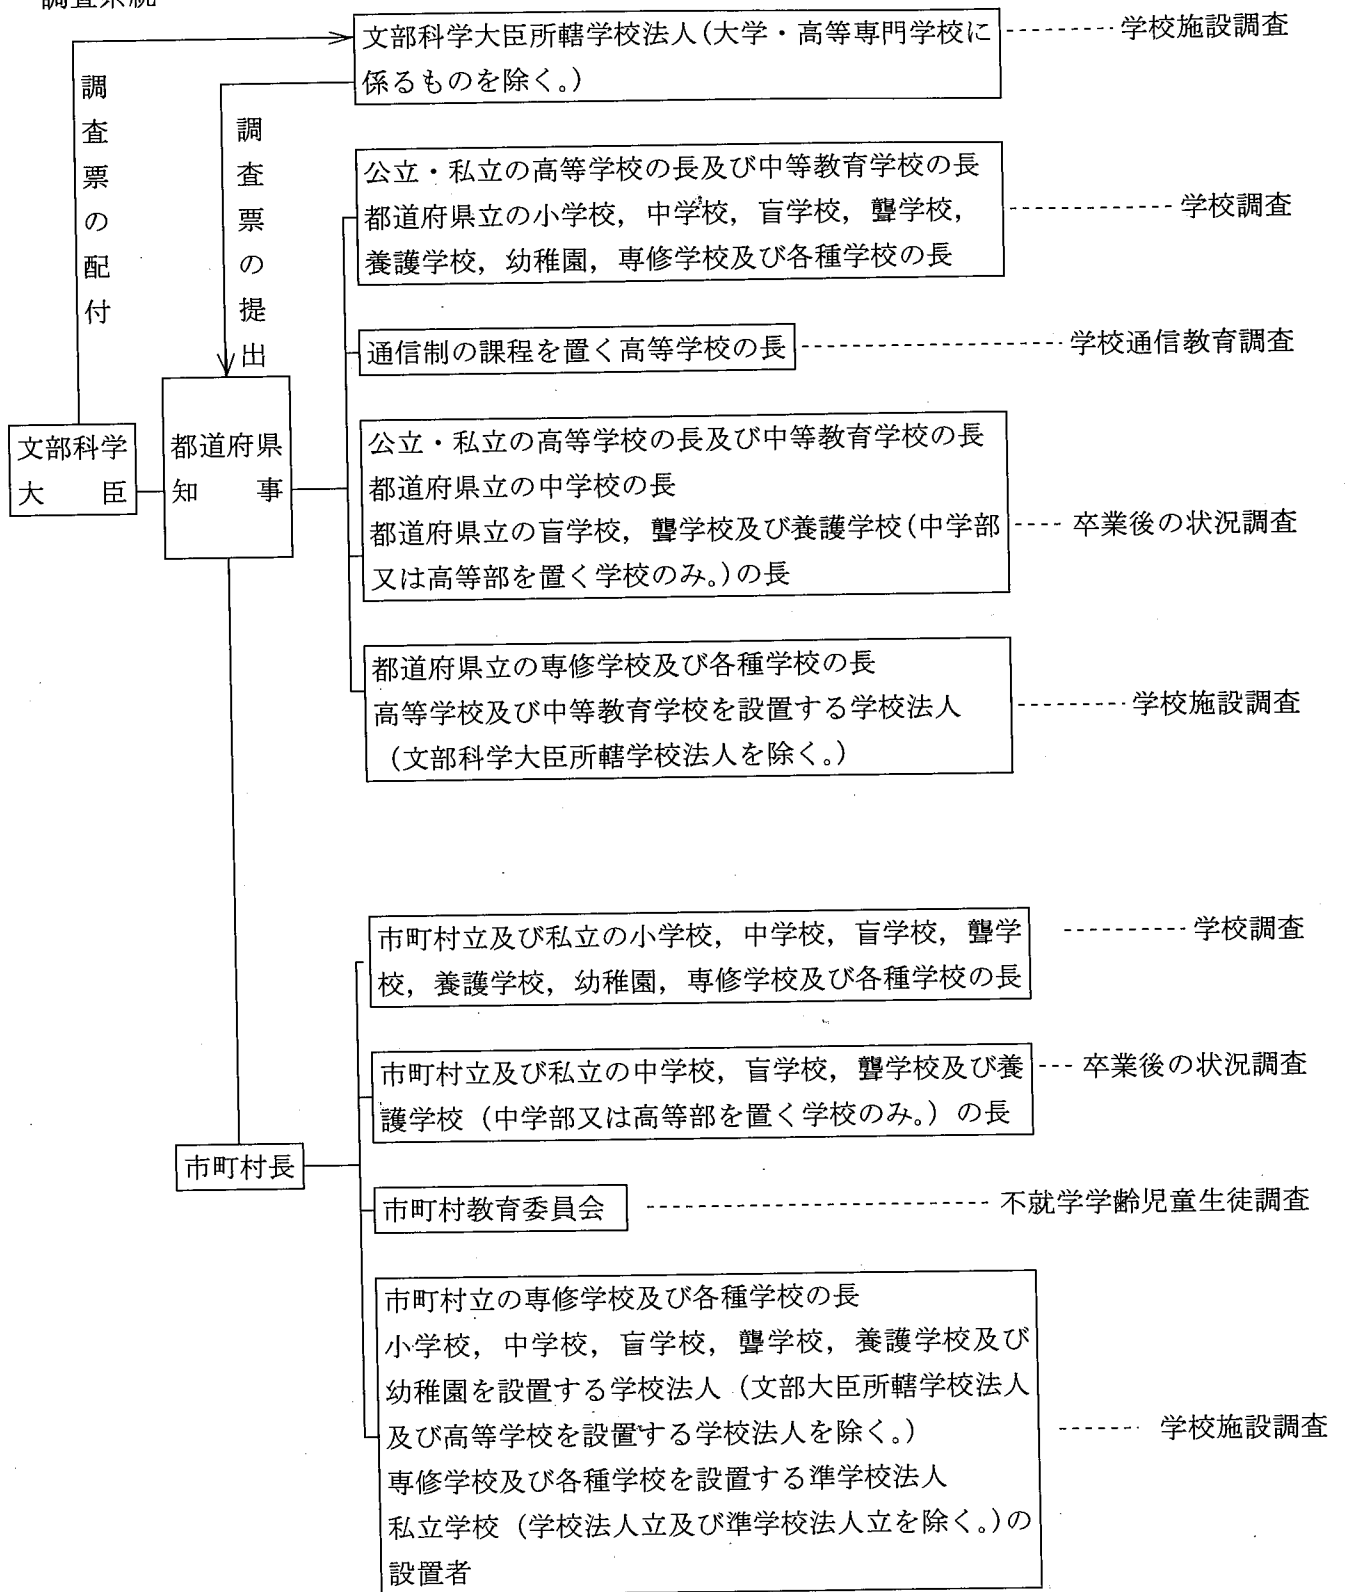 調査系統
文部科学大臣所轄学校法人(大学・高等専門学校に
係るものを除く。)
学校施設調査
調査票の配付
調査票の提出
公立・私立の高等学校の長及び中等教育学校の長
都道府県立の小学校，中学校，盲学校，聾学校，
養護学校，幼稚園，専修学校及び各種学校の長
学校調査
通信制の課程を置く高等学校の長
学校通信教育調査
文部科学
大臣
都道府県
知事
公立・私立の高等学校の長及び中等教育学校の長
都道府県立の中学校の長
都道府県立の盲学校，聾学校及び養護学校(中学部
又は高等部を置く学校のみ。)の長
卒業後の状況調査
都道府県立の専修学校及び各種学校の長
高等学校及び中等教育学校を設置する学校法人
(文部科学大臣所轄学校法人を除く。)
学校施設調査
市町村立及び私立の小学校，中学校，盲学校，聾学
校，養護学校，幼稚園，専修学校及び各種学校の長
学校調査
市町村立及び私立の中学校，盲学校，聾学校及び養
護学校（中学部又は高等部を置く学校のみ。）の長
卒業後の状況調査
市町村長
市町村教育委員会
不就学学齢児童生徒調査
市町村立の専修学校及び各種学校の長
小学校，中学校，盲学校，聾学校，養護学校及び
幼稚園を設置する学校法人（文部大臣所轄学校法人
及び高等学校を設置する学校法人を除く。）
専修学校及び各種学校を設置する準学校法人
私立学校（学校法人立及び準学校法人立を除く。）の
設置者
学校施設調査